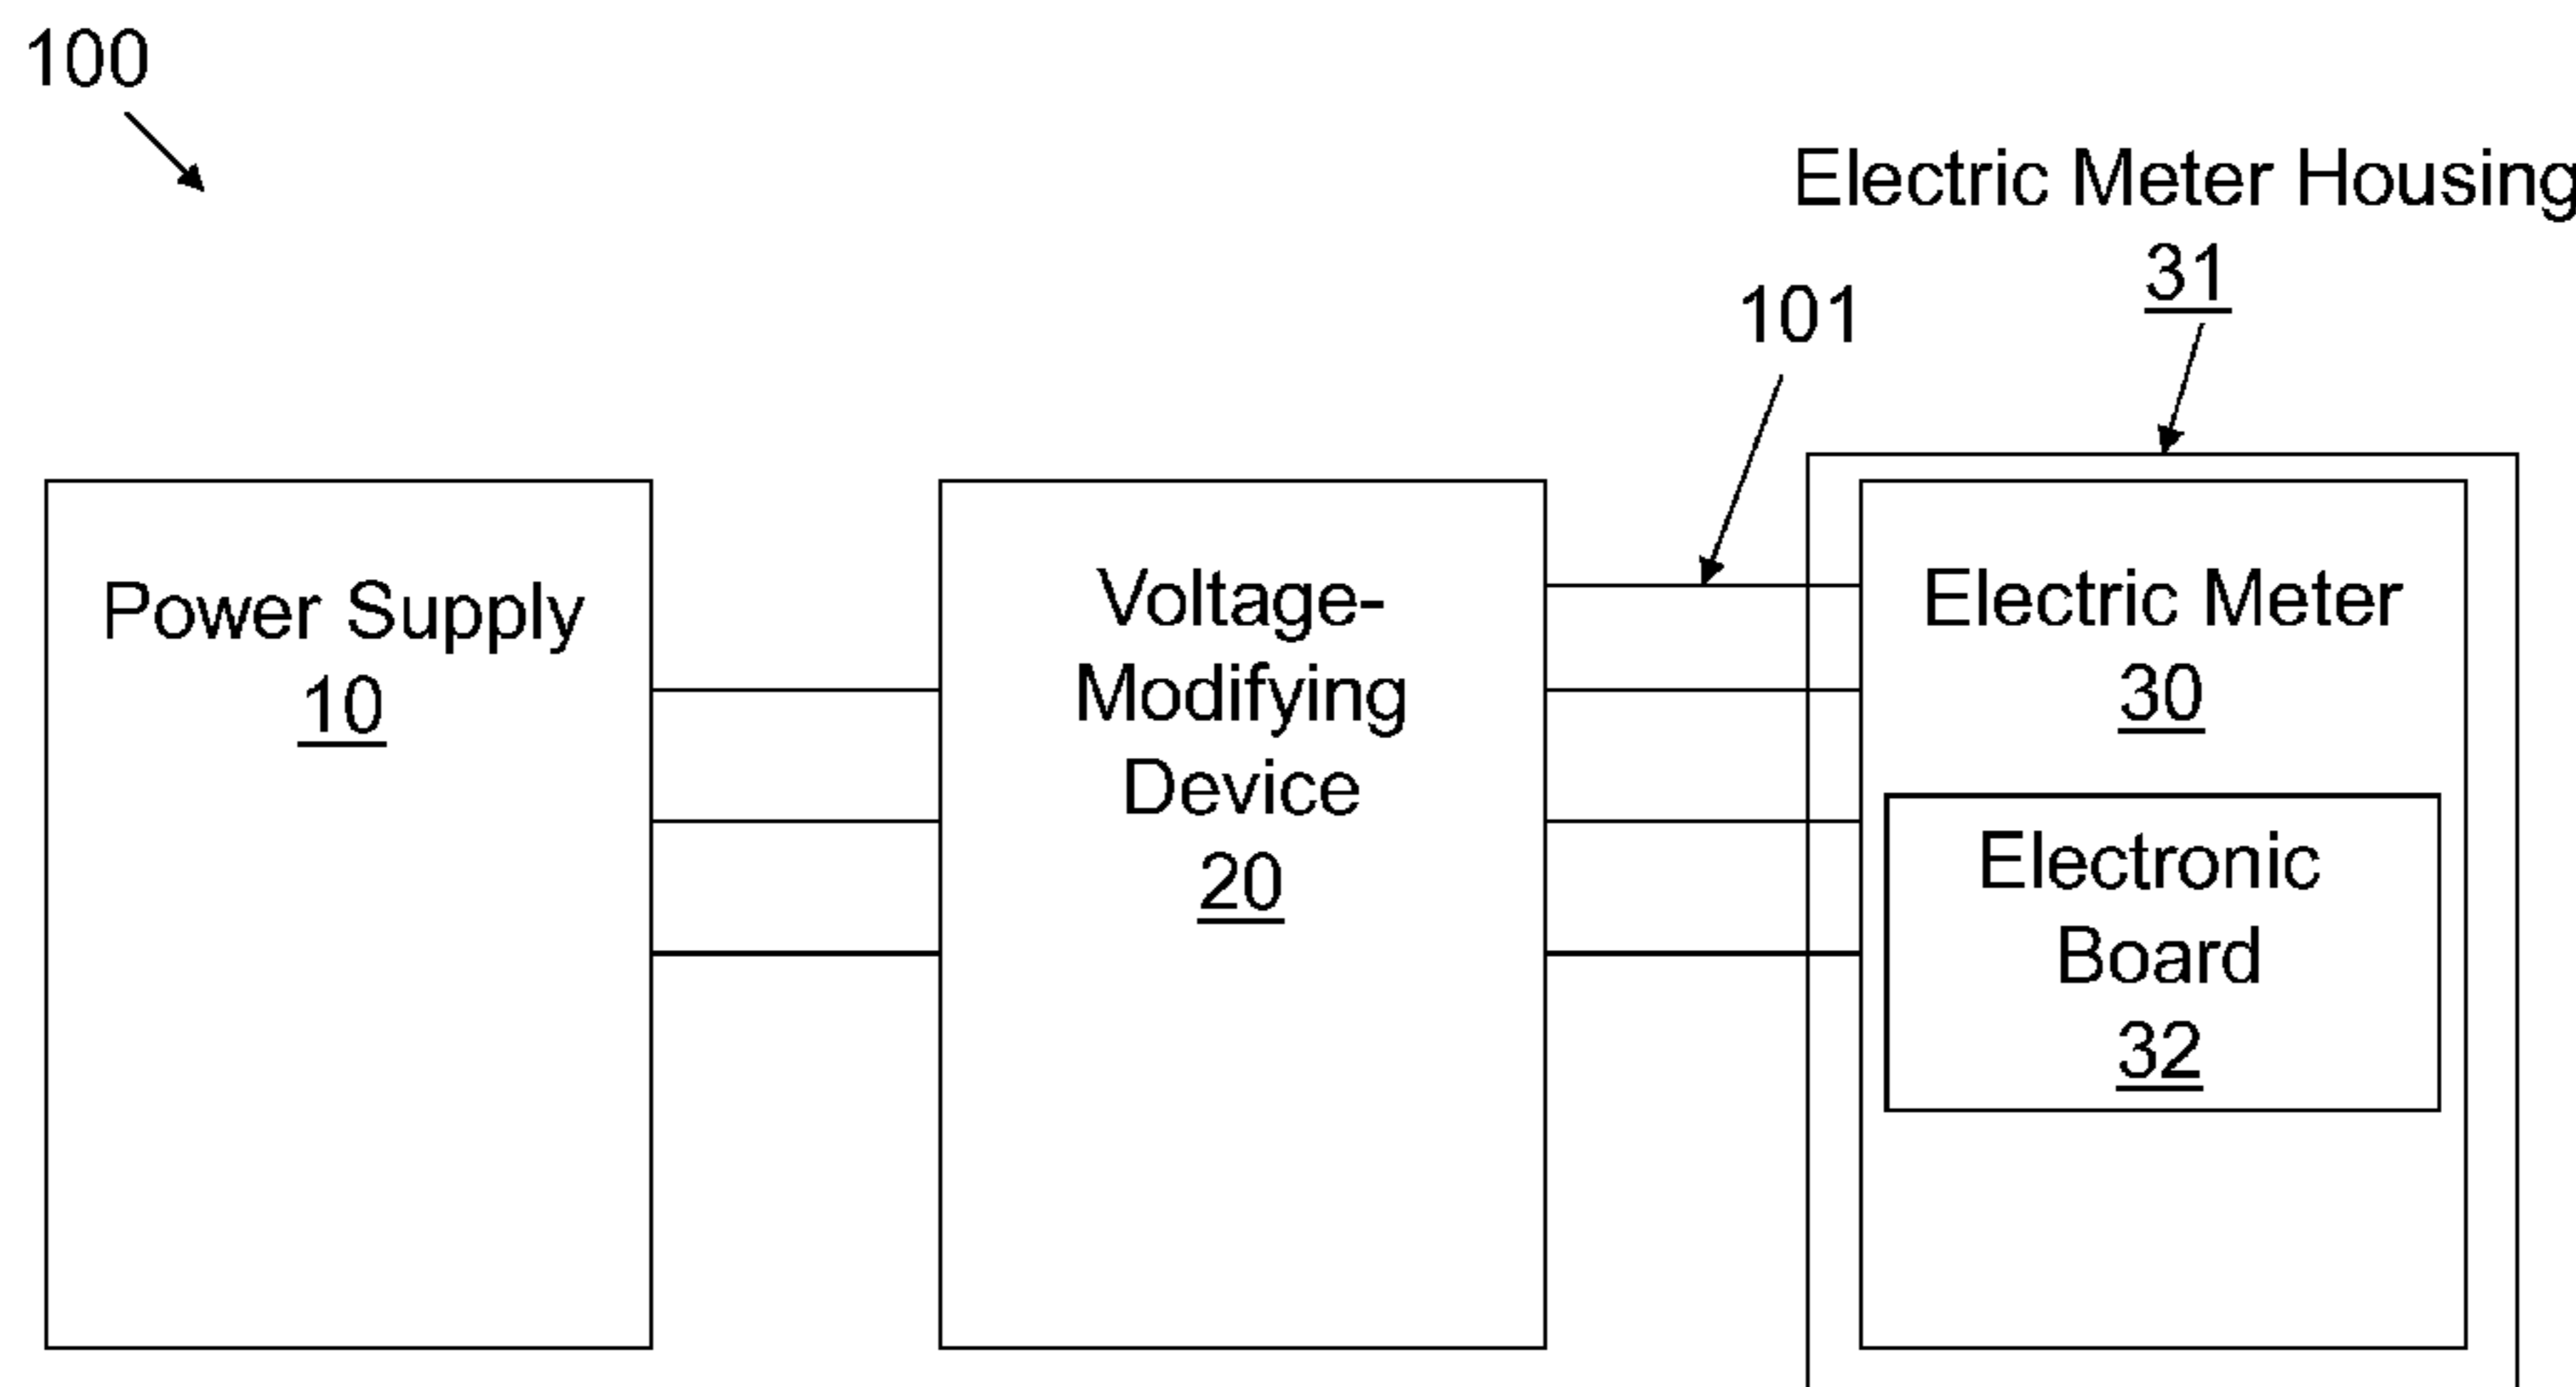 100
Electric Meter Housing
31
101
Power Supply
10
Voltage-
Modifying
Device
20
Electric Meter
30
Electronic
Board
32